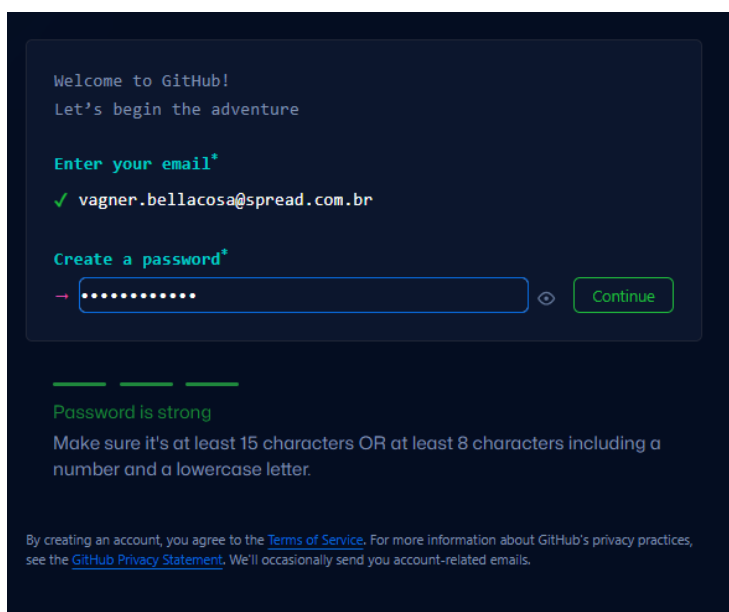 Welcome to GitHub!
Let’s begin the adventure
Enter your email*
✓ vagner.bellacosa@spread.com.br
Create a password*
→ •••••••••••• Continue
Password is strong
Make sure it's at least 15 characters OR at least 8 characters including a
number and a lowercase letter.
By creating an account, you agree to the Terms of Service. For more information about GitHub's privacy practices,
see the GitHub Privacy Statement. We'll occasionally send you account-related emails.